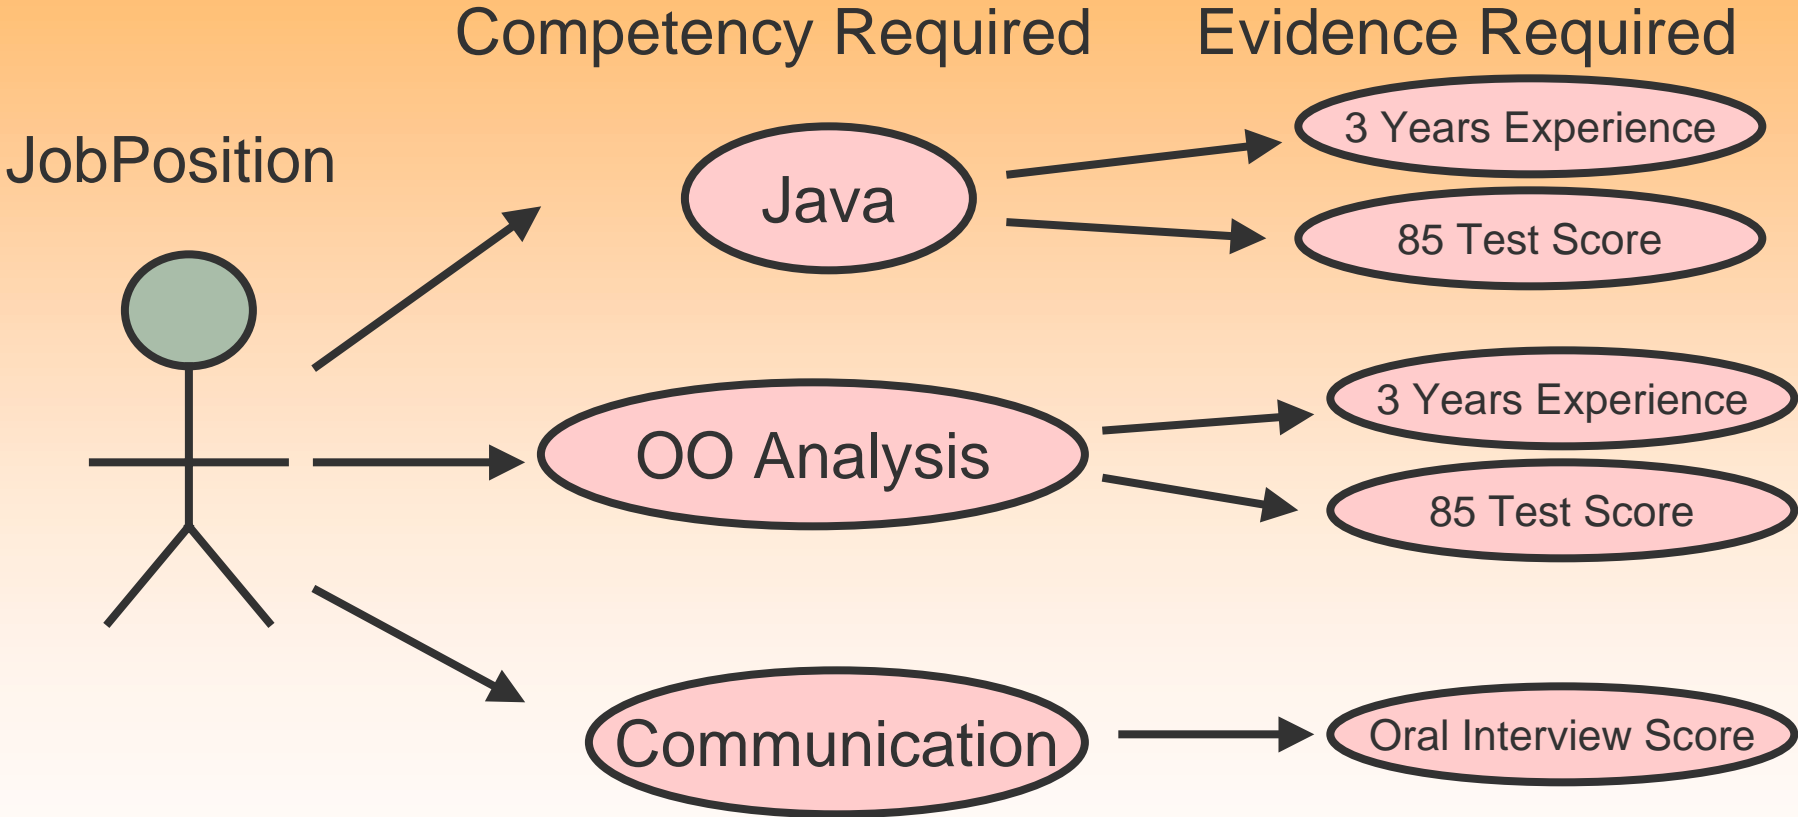 Competency Required
Evidence Required
JobPosition
Java
3 Years Experience
85 Test Score
OO Analysis
3 Years Experience
85 Test Score
Communication
Oral Interview Score